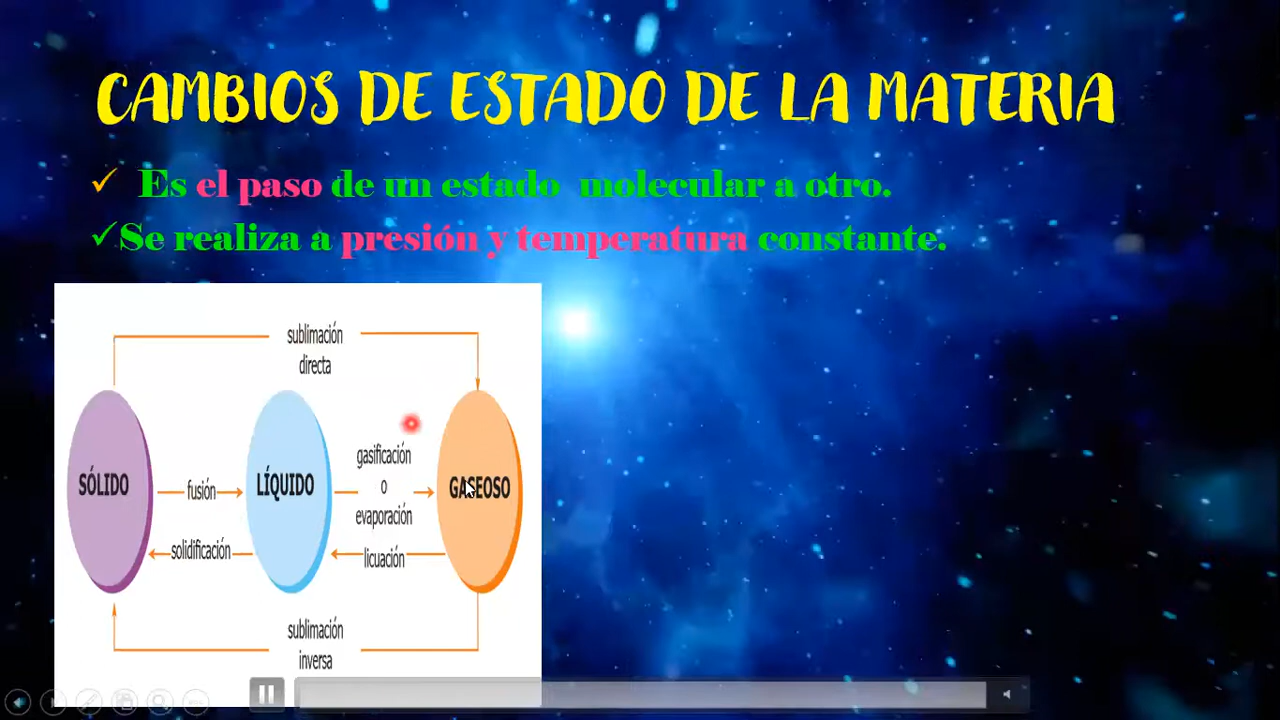 CAMBIOS DE ESTADO DE LA MATERIA
✓ Es el paso de un estado molecular a otro.
✓Se realiza a presión y temperatura constante.
sublimación
directa
SÓLIDO
fusión
LÍQUIDO
gasificación
o
evaporación
GASEOSO
solidificación
licuación
sublimación
inversa